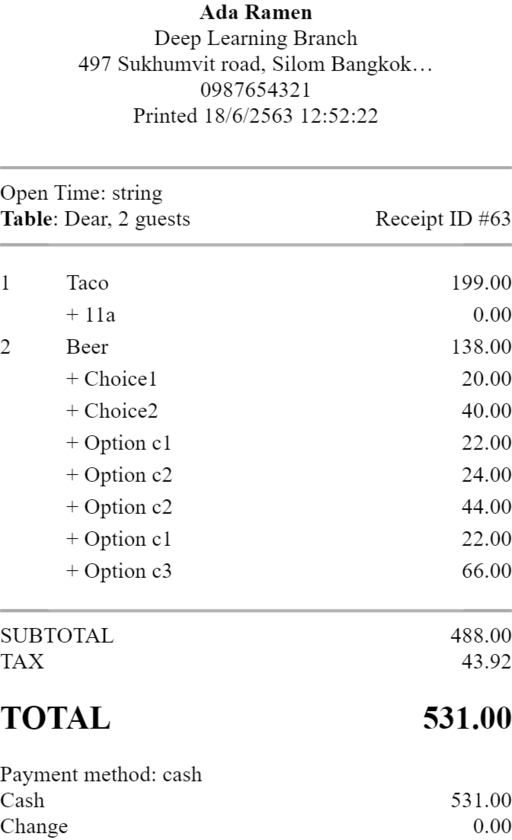 Ada Ramen
Deep Learning Branch
497 Sukhumvit road, Silom Bangkok…
0987654321
Printed 18/6/2563 12:52:22
Open Time: string
Table: Dear, 2 guests Receipt ID #63
1 Taco 199.00
+ 11a 0.00
2 Beer 138.00
+ Choice1 20.00
+ Choice2 40.00
+ Option c1 22.00
+ Option c2 24.00
+ Option c2 44.00
+ Option c1 22.00
+ Option c3 66.00
SUBTOTAL 488.00
TAX 43.92
TOTAL 531.00
Payment method: cash
Cash 531.00
Change 0.00